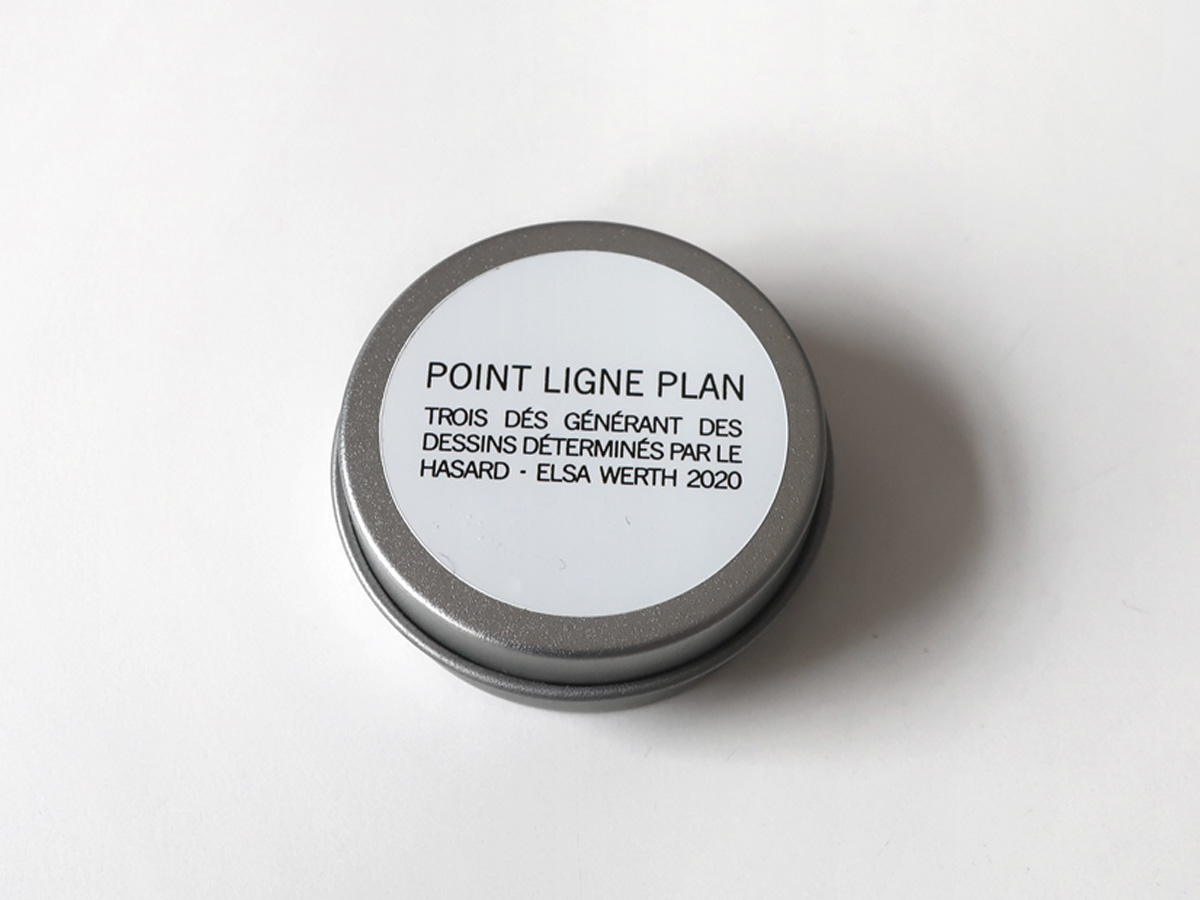 POINT LIGNE PLAN
TROIS DÉS GÉNÉRANT DES
DESSINS DÉTERMINÉS PAR LE
HASARD - ELSA WERTH 2020